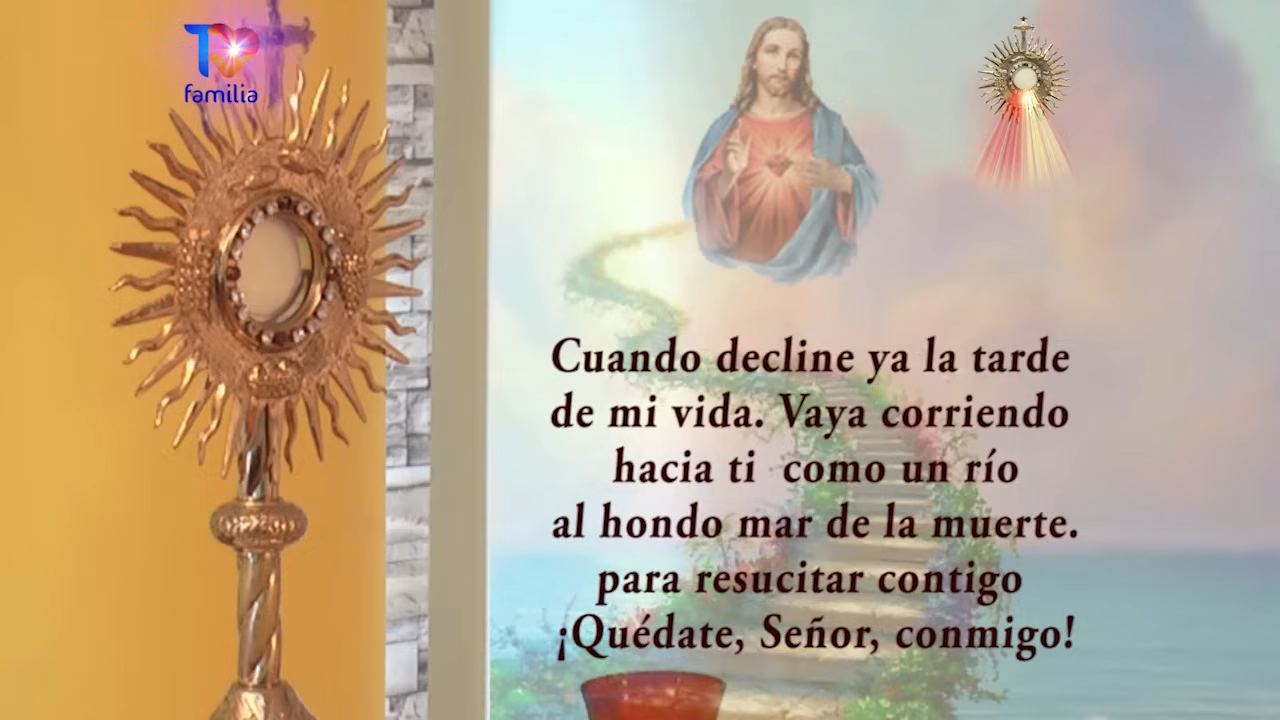 T
familia
Cuando decline ya la tarde
de mi vida. Vaya corriendo
hacia ti como un río
al hondo mar de la muerte.
para resucitar contigo
¡Quédate, Señor, conmigo!